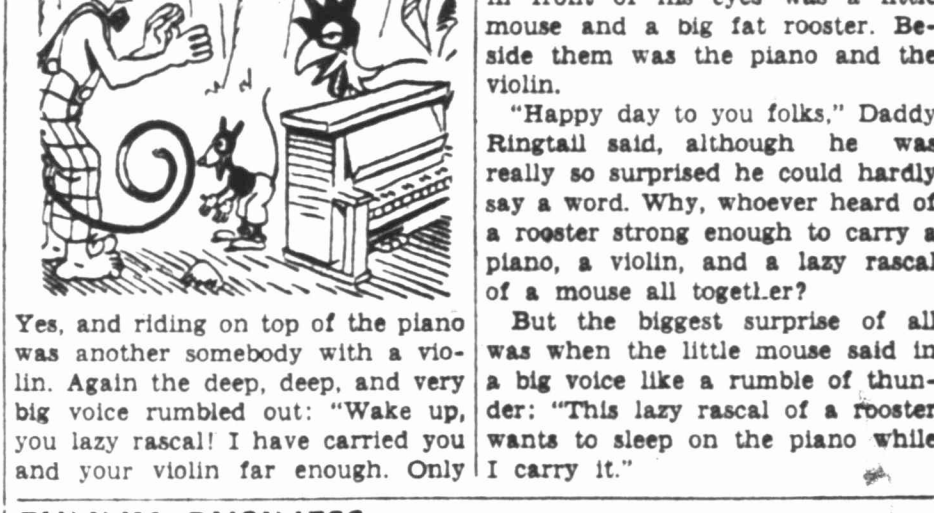 Yes, and riding on top of the piano
was another somebody with a vio-
lin. Again the deep, deep, and very
big voice rumbled out: "Wake up,
you lazy rascal! I have carried you
and your violin far enough. Only
mouse and a big fat rooster. Be-
side them was the piano and the
violin.
"Happy day to you folks," Daddy
Ringtail said, although he was
really so surprised he could hardly
say a word. Why, whoever heard of
a rooster strong enough to carry a
piano, a violin, and a lazy rascal
of a mouse all together?
But the biggest surprise of all
was when the little mouse said in
a big voice like a rumble of thun-
der: "This lazy rascal of a rooster
wants to sleep on the piano while
I carry it."